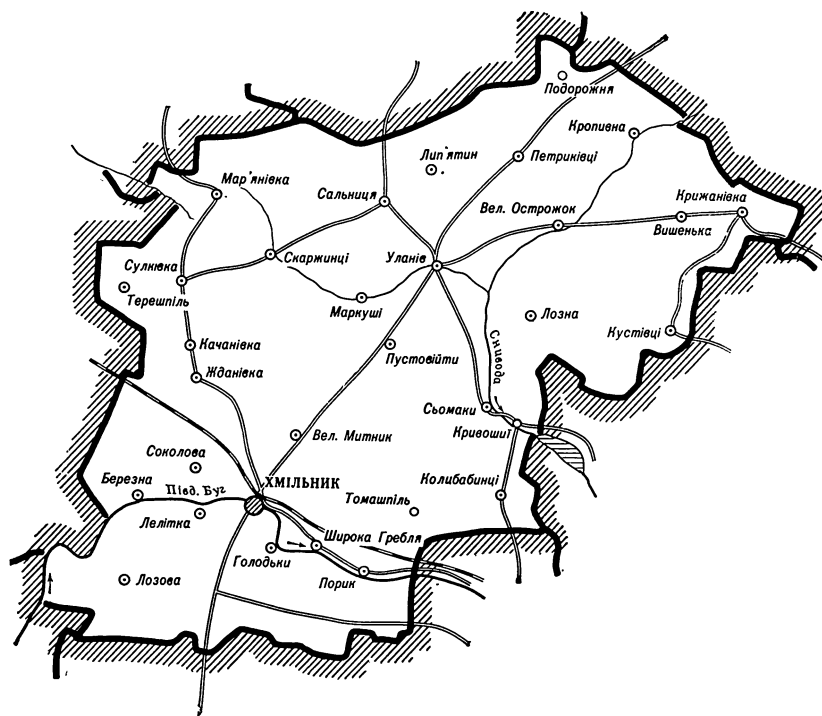 Подорожня
Кропивна
Лип'ятин
Петриківці
Мар'янівка
Сальниця
Крижанівка
Вел. Острожок
Вишенька
Скаржинці
Уланів
Сулківка
Терешпіль
Маркуші
Лозна
Кустівці
Качанівка
Пустовійти
Снивода
Жданівка
Сьомаки
Вел. Митник
Кривошиї
Соколова
Березна
ХМІЛЬНИК
Колибабинці
Півд. Буг
Томашпіль
Лелітка
Широка Гребля
Голодьки
Лозова
Порик